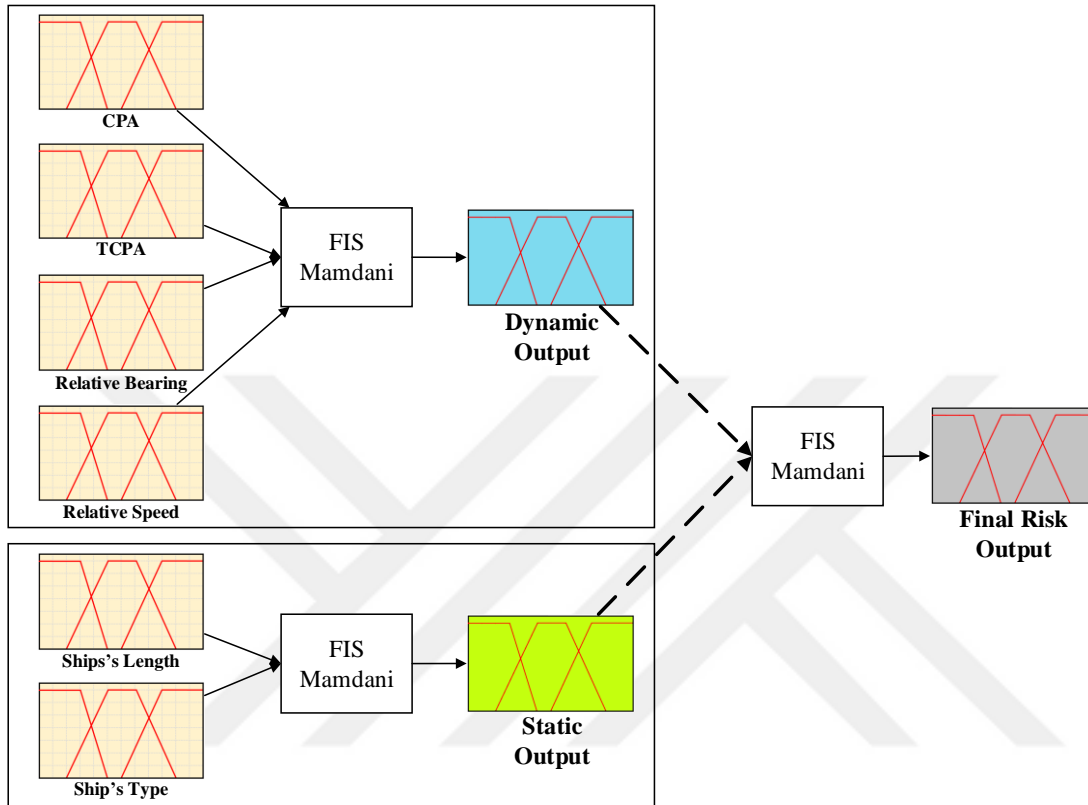 CPA
TCPA
Relative Bearing
Relative Speed
FIS
Mamdani
Dynamic
Output
Ships's Length
Ship's Type
FIS
Mamdani
Static
Output
FIS
Mamdani
Final Risk
Output